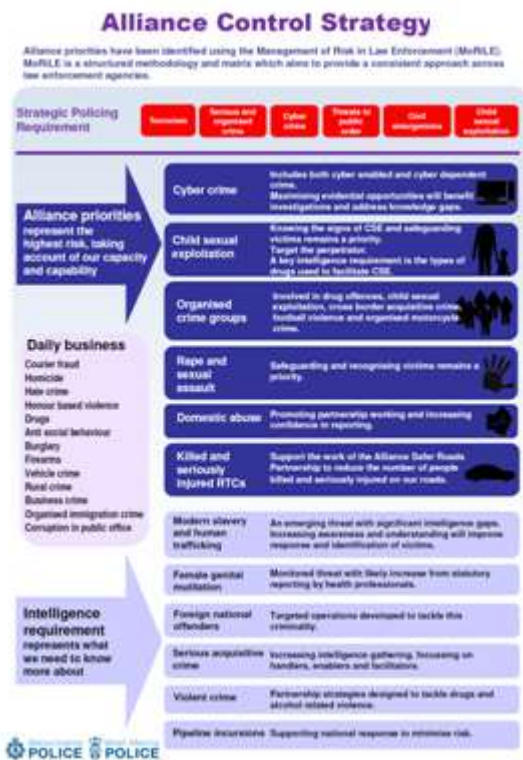 Alliance Control Strategy
Alliance priorities have been identified using the Management of Risk in Law Enforcement (MoRiLE)
MoRiLE is a structured methodology and matrix which aims to provide a consistent approach across
law enforcement agencies.
Strategic Policing
Requirement
Terrorism
Serious and
organised
crime
Cyber
crime
Threats to
public
order
Civil
emergencies
Child
sexual
exploitation
Alliance priorities
represent the
highest risk, taking
account of our capacity
and capability
Cyber crime
Includes both cyber enabled and cyber dependent
crime.
Maximising evidential opportunities will benefit
investigations and address knowledge gaps.
Child sexual
exploitation
Knowing the signs of CSE and safeguarding
victims remains a priority.
Target the perpetrator.
A key intelligence requirement is the types of
drugs used to facilitate CSE.
Organised
crime groups
Involved in drug offences, child sexual
exploitation, cross border acquisitive crime,
football violence and organised motorcycle
crime.
Rape and
sexual
assault
Safeguarding and recognising victims remains a
priority.
Domestic abuse
Promoting partnership working and increasing
confidence in reporting.
Killed and
seriously
injured RTCs
Support the work of the Alliance Safer Roads
Partnership to reduce the number of people
killed and seriously injured on our roads.
Daily business
Courier fraud
Homicide
Hate crime
Honour based violence
Drugs
Anti social behaviour
Burglary
Firearms
Vehicle crime
Rural crime
Business crime
Organised immigration crime
Corruption in public office
Intelligence
requirement
represents what
we need to know
more about
Modern slavery
and human
trafficking
An emerging threat with significant intelligence gaps.
Increasing awareness and understanding will improve
response and identification of victims.
Female genital
mutilation
Monitored threat with likely increase from statutory
reporting by health professionals.
Foreign national
offenders
Targeted operations developed to tackle this
criminality.
Serious acquisitive
crime
Increasing intelligence gathering, focussing on
handlers, enablers and facilitators.
Violent crime
Partnership strategies designed to tackle drugs and
alcohol related violence.
Pipeline incursions
Supporting national response to minimise risk.
POLICE
POLICE